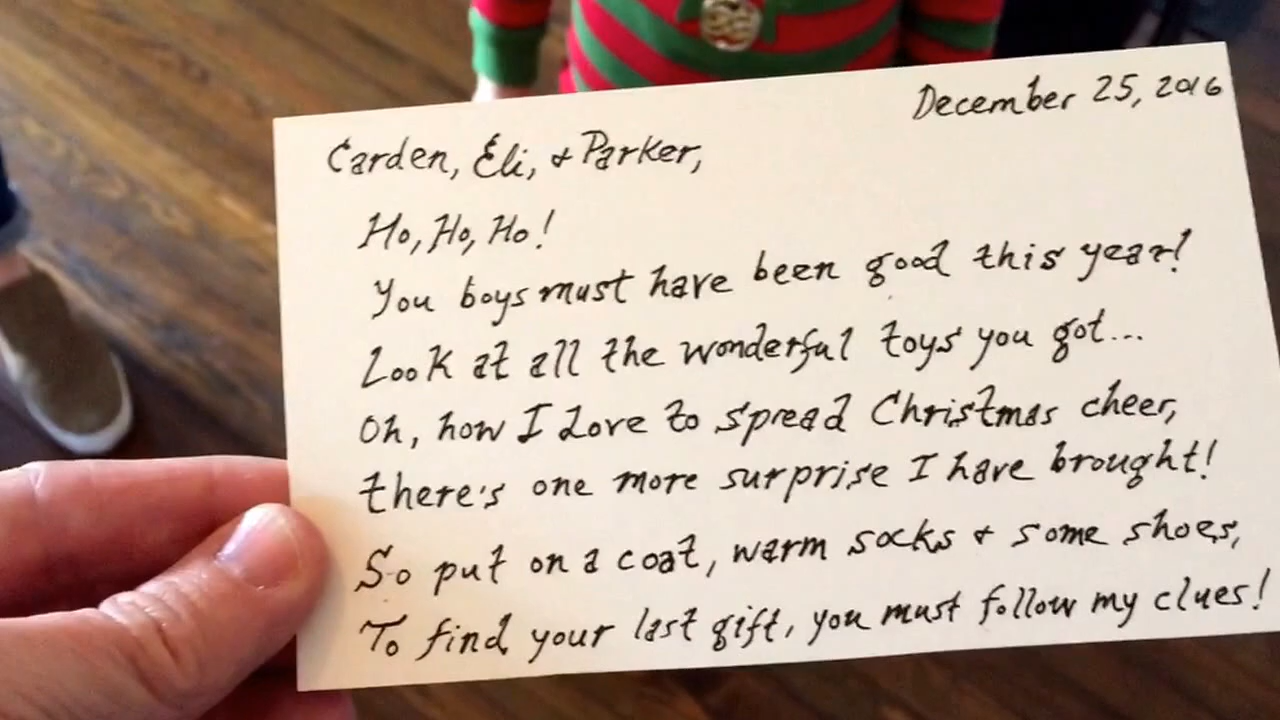 December 25, 2016
Carden, Eli, & Parker,
Ho, Ho, Ho!
You boys must have been good this year!
Look at all the wonderful toys you got...
Oh, how I love to spread Christmas cheer,
there's one more surprise I have brought!
So put on a coat, warm socks & some shoes,
To find your last gift, you must follow my clues!